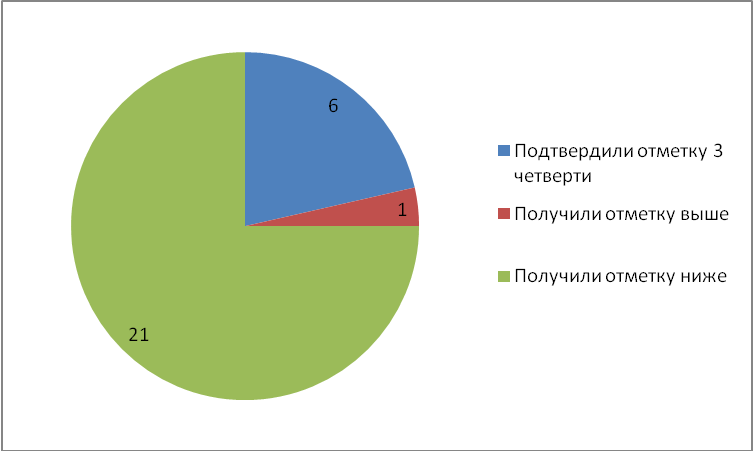 6
1
21
Подтвердили отметку 3
четверти
Получили отметку выше
Получили отметку ниже